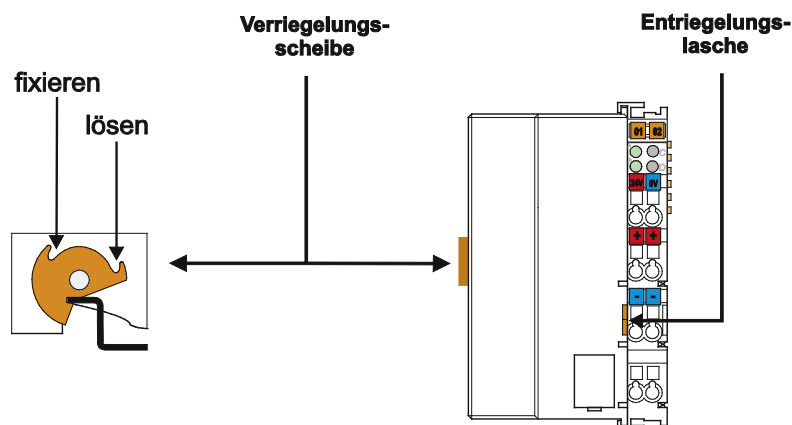 Verriegelungs-
scheibe
Entriegelungs-
lasche
fixieren
lösen
01 02
24V 0V
+ +
- -